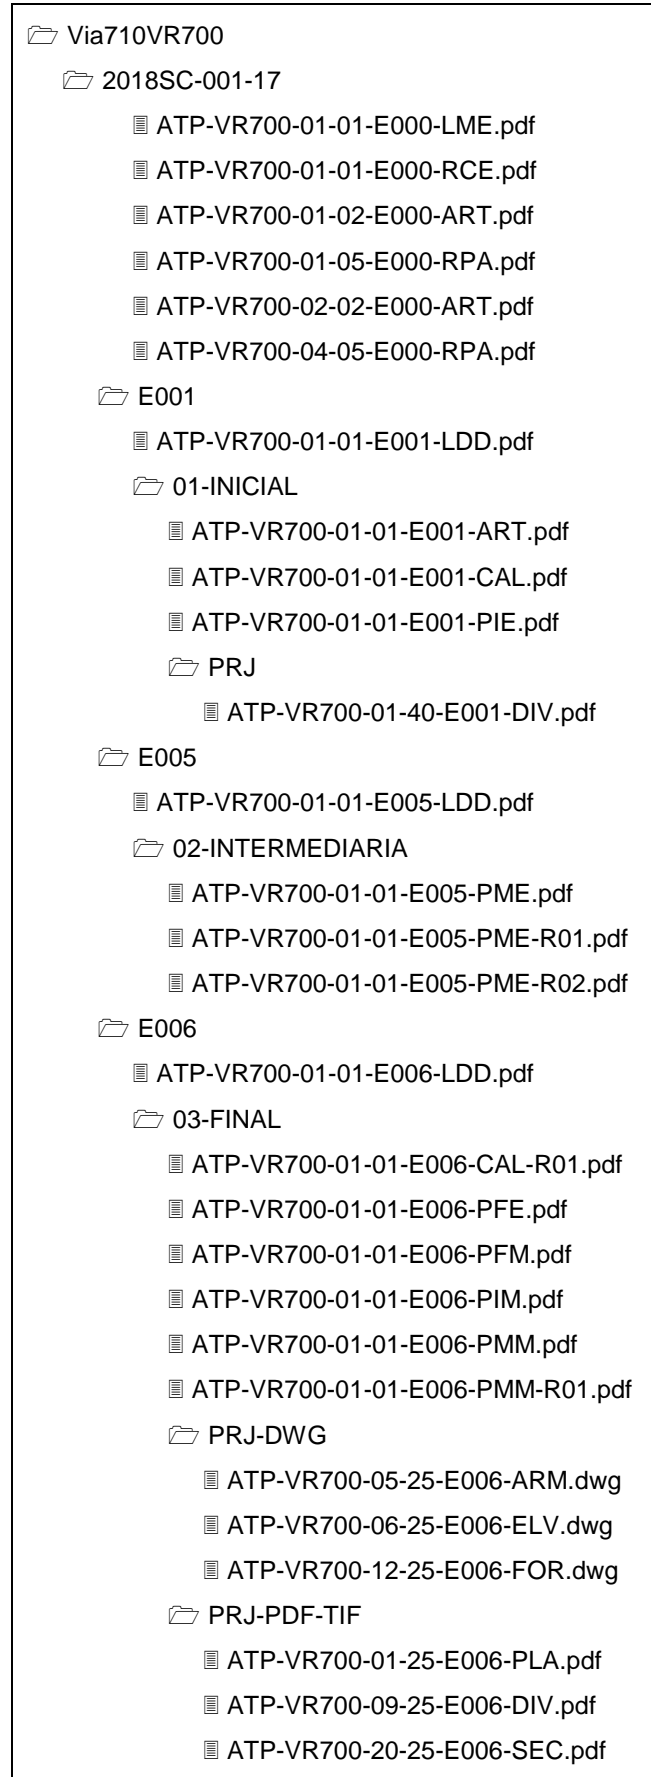 Via710VR700
2018SC-001-17
ATP-VR700-01-01-E000-LME.pdf
ATP-VR700-01-01-E000-RCE.pdf
ATP-VR700-01-02-E000-ART.pdf
ATP-VR700-01-05-E000-RPA.pdf
ATP-VR700-02-02-E000-ART.pdf
ATP-VR700-04-05-E000-RPA.pdf
E001
ATP-VR700-01-01-E001-LDD.pdf
01-INICIAL
ATP-VR700-01-01-E001-ART.pdf
ATP-VR700-01-01-E001-CAL.pdf
ATP-VR700-01-01-E001-PIE.pdf
PRJ
ATP-VR700-01-40-E001-DIV.pdf
E005
ATP-VR700-01-01-E005-LDD.pdf
02-INTERMEDIARIA
ATP-VR700-01-01-E005-PME.pdf
ATP-VR700-01-01-E005-PME-R01.pdf
ATP-VR700-01-01-E005-PME-R02.pdf
E006
ATP-VR700-01-01-E006-LDD.pdf
03-FINAL
ATP-VR700-01-01-E006-CAL-R01.pdf
ATP-VR700-01-01-E006-PFE.pdf
ATP-VR700-01-01-E006-PFM.pdf
ATP-VR700-01-01-E006-PIM.pdf
ATP-VR700-01-01-E006-PMM.pdf
ATP-VR700-01-01-E006-PMM-R01.pdf
PRJ-DWG
ATP-VR700-05-25-E006-ARM.dwg
ATP-VR700-06-25-E006-ELV.dwg
ATP-VR700-12-25-E006-FOR.dwg
PRJ-PDF-TIF
ATP-VR700-01-25-E006-PLA.pdf
ATP-VR700-09-25-E006-DIV.pdf
ATP-VR700-20-25-E006-SEC.pdf